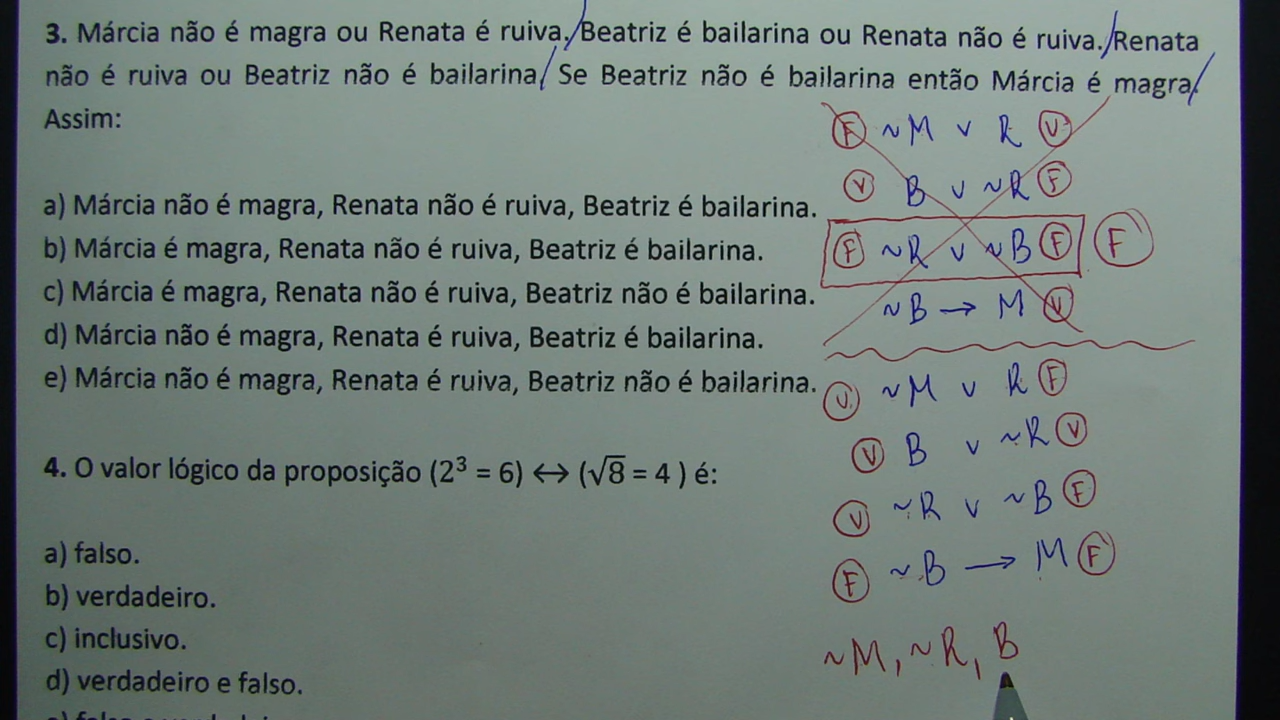 3. Márcia não é magra ou Renata é ruiva. Beatriz é bailarina ou Renata não é ruiva. Renata
não é ruiva ou Beatriz não é bailarina. Se Beatriz não é bailarina então Márcia é magra.
Assim:
a) Márcia não é magra, Renata não é ruiva, Beatriz é bailarina.
b) Márcia é magra, Renata não é ruiva, Beatriz é bailarina.
c) Márcia é magra, Renata não é ruiva, Beatriz não é bailarina.
d) Márcia não é magra, Renata é ruiva, Beatriz é bailarina.
e) Márcia não é magra, Renata é ruiva, Beatriz não é bailarina.
4. O valor lógico da proposição (2³ = 6) ↔ (√8 = 4 ) é:
a) falso.
b) verdadeiro.
c) inclusivo.
d) verdadeiro e falso.
F ~M v R V
V B v ~R F
F ~R v ~B F F
~B → M V
V ~M v R F
V B v ~R V
V ~R v ~B F
F ~B → M F
~M, ~R, B